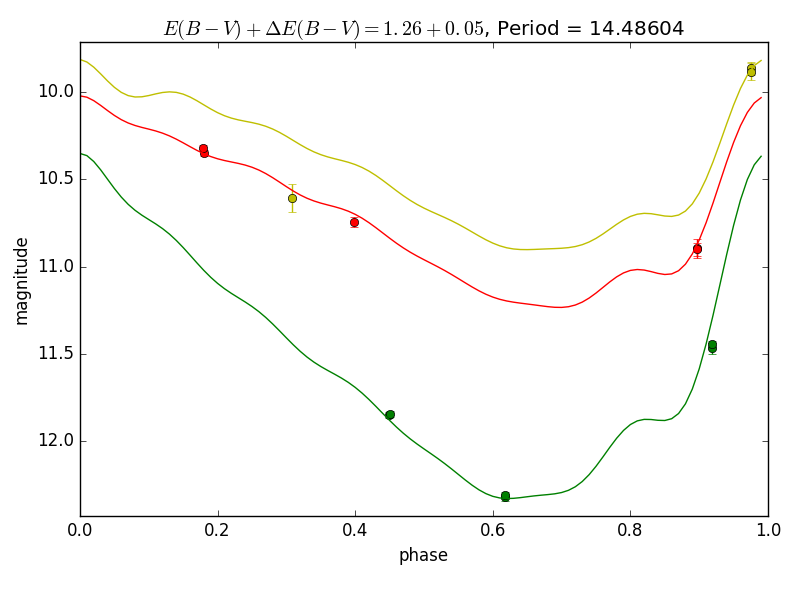 E(B − V) + ΔE(B − V) = 1.26 + 0.05, Period = 14.48604
10.0
10.5
11.0
11.5
12.0
magnitude
0.0 0.2 0.4 0.6 0.8 1.0
phase